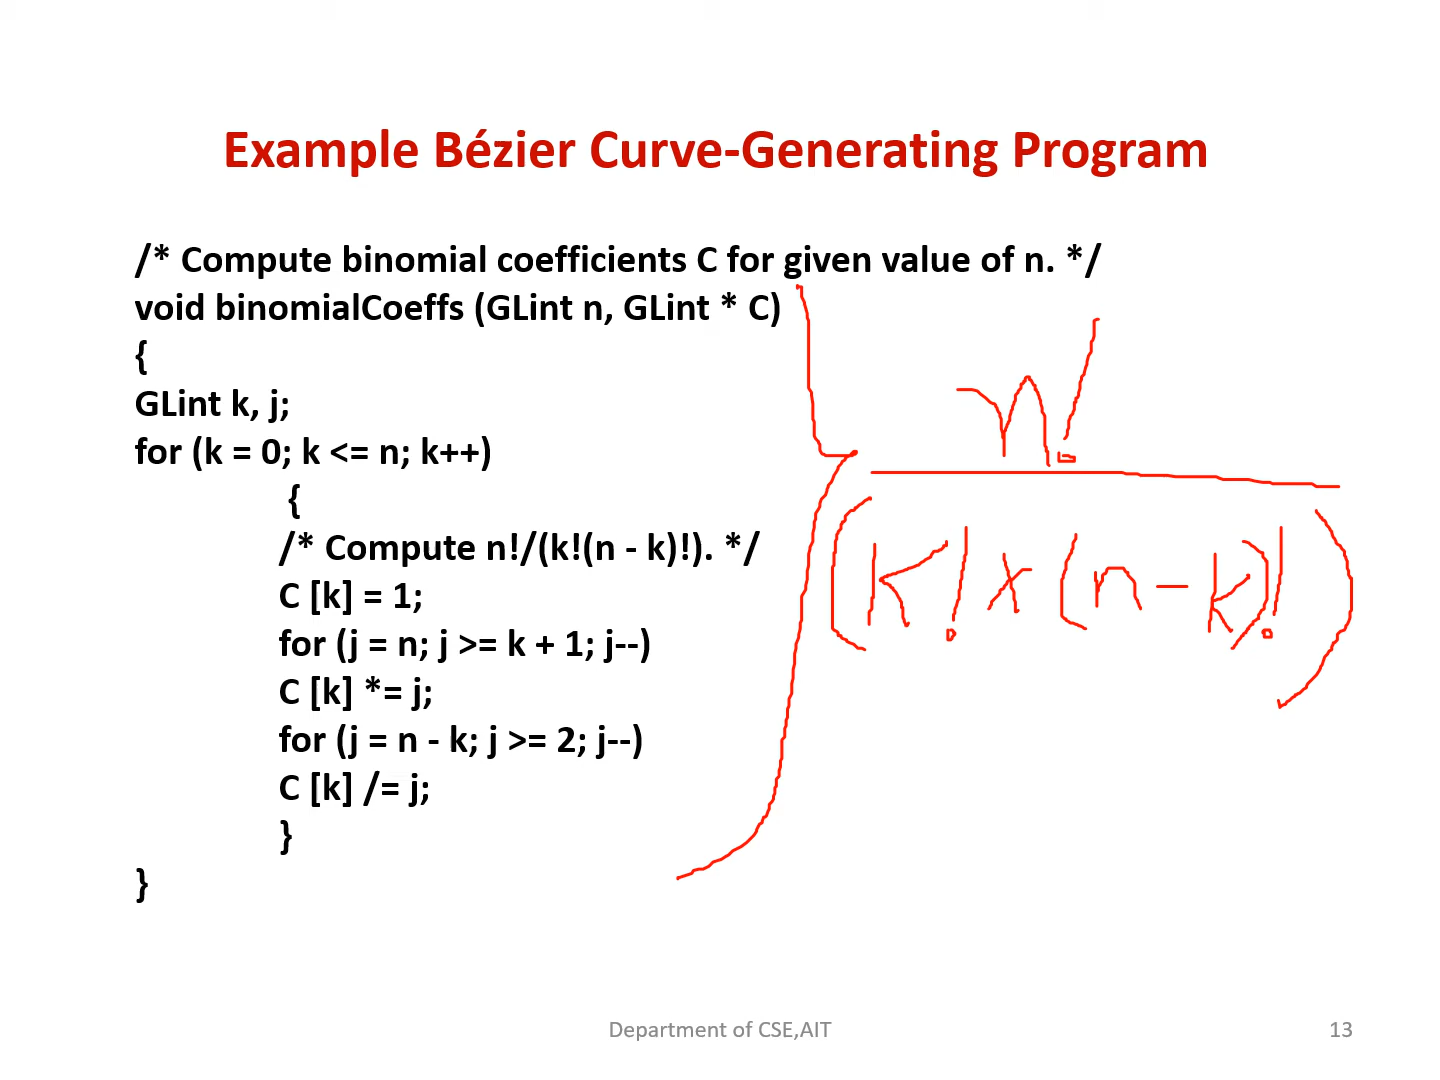 Example Bézier Curve-Generating Program
/* Compute binomial coefficients C for given value of n. */
void binomialCoeffs (GLint n, GLint * C)
{
GLint k, j;
for (k = 0; k <= n; k++)
{
/* Compute n!/(k!(n - k)!). */
C [k] = 1;
for (j = n; j >= k + 1; j--)
C [k] *= j;
for (j = n - k; j >= 2; j--)
C [k] /= j;
}
}
n!
(k! x (n - k)!)
Department of CSE,AIT
13